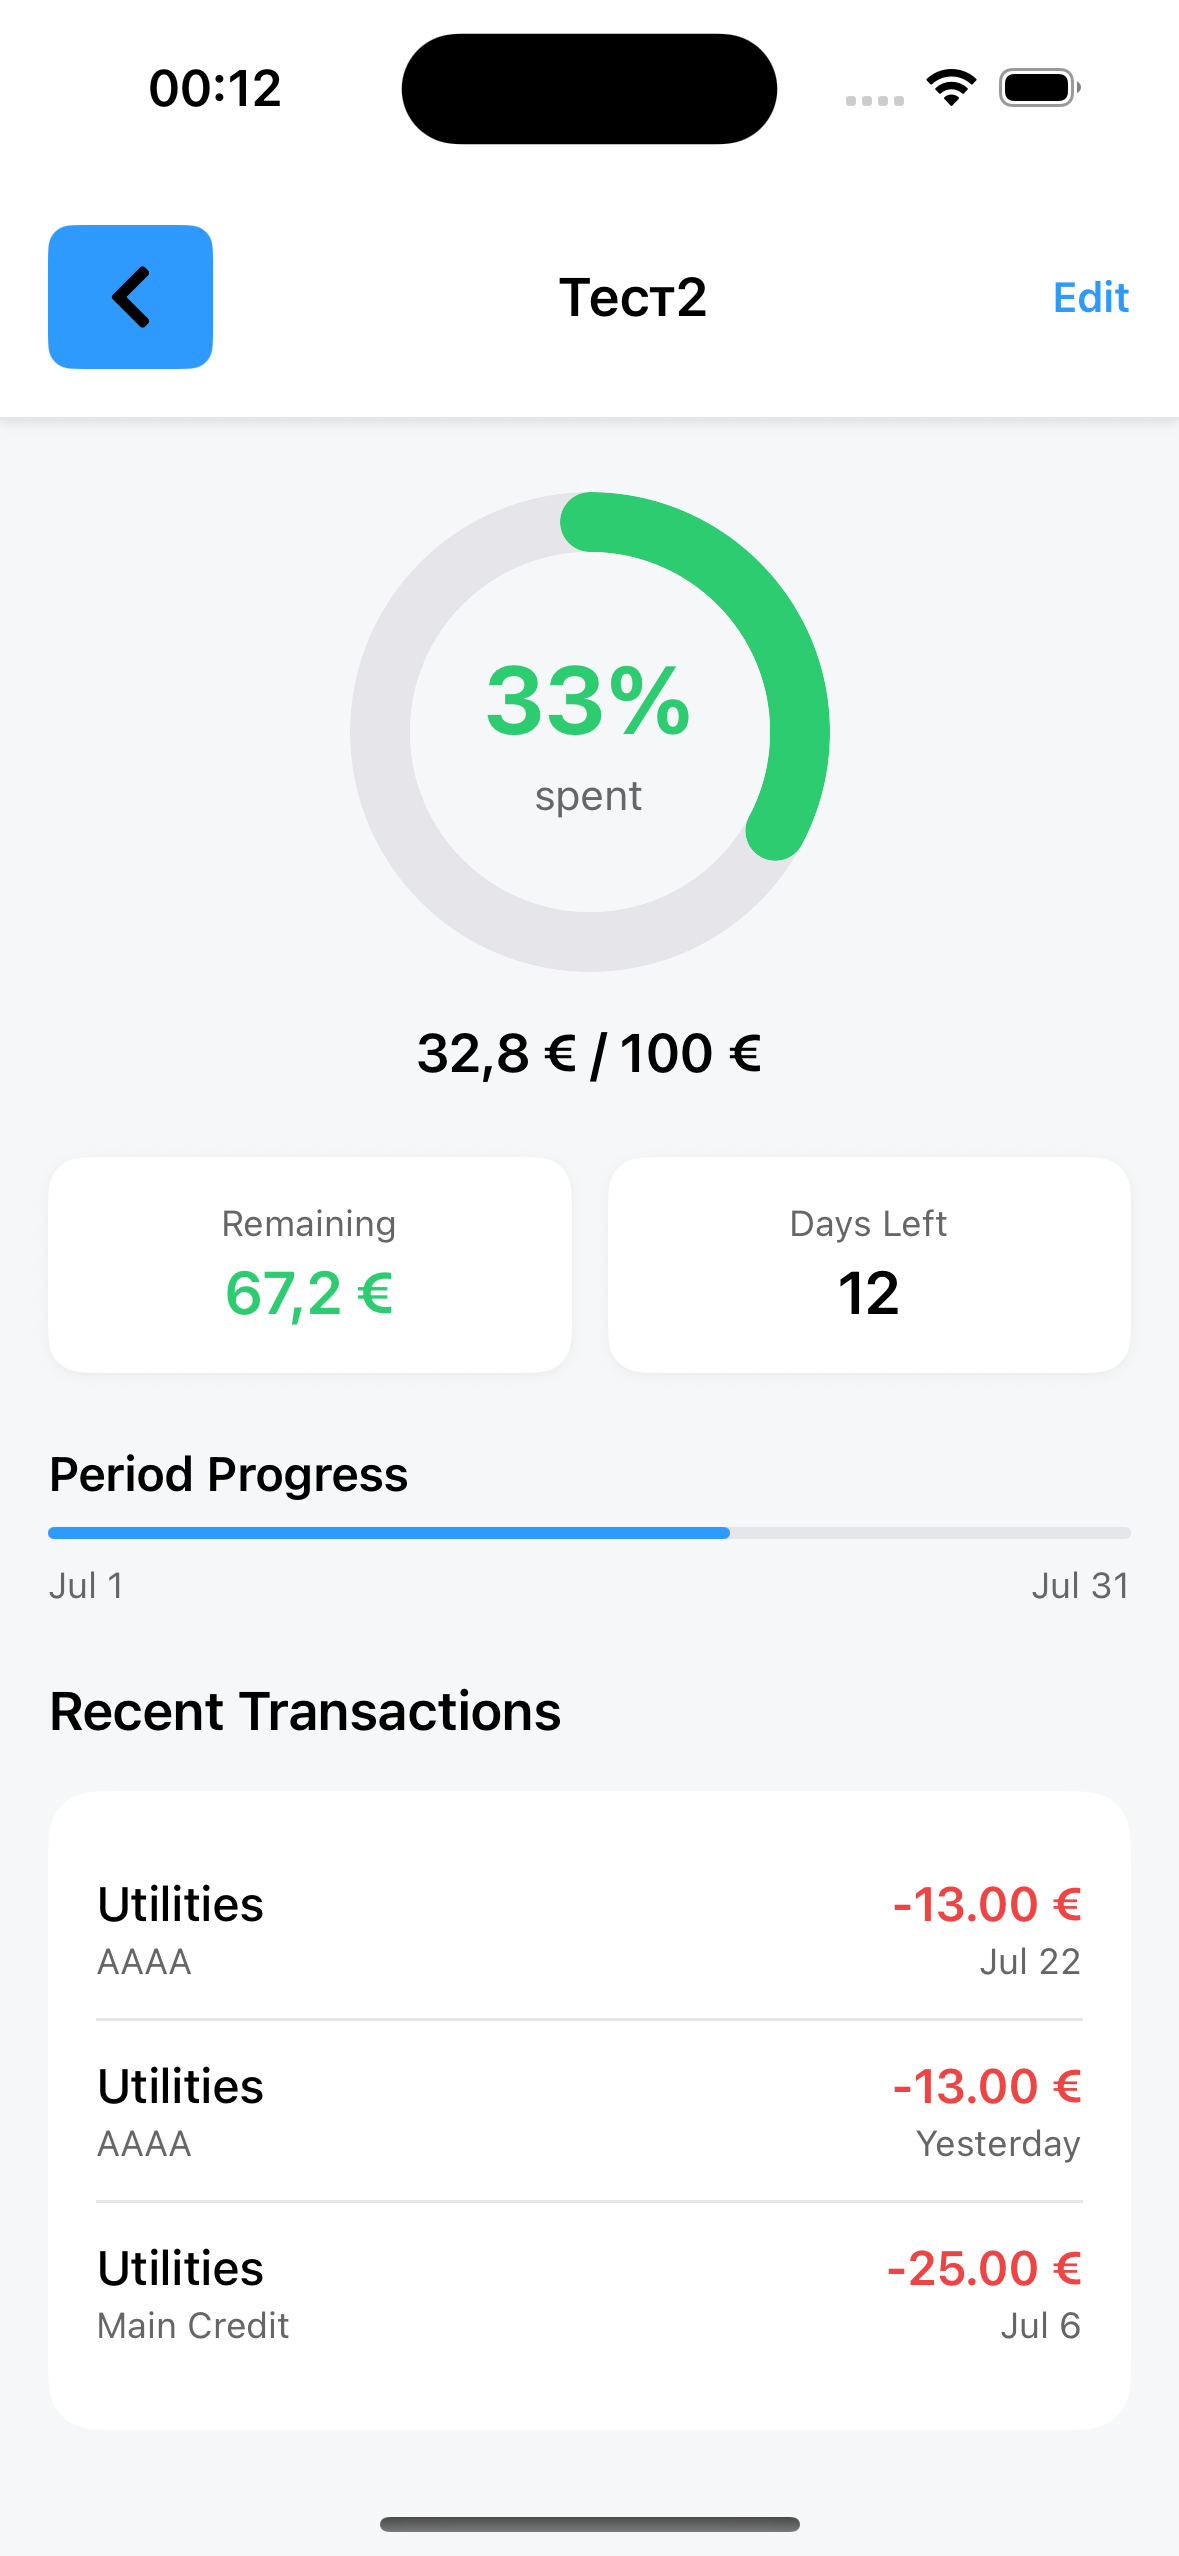 00:12
Тест2
Edit
33%
spent
32,8 € / 100 €
Remaining
67,2 €
Days Left
12
Period Progress
Jul 1
Jul 31
Recent Transactions
Utilities
-13.00 €
AAAA
Jul 22
Utilities
-13.00 €
AAAA
Yesterday
Utilities
-25.00 €
Main Credit
Jul 6